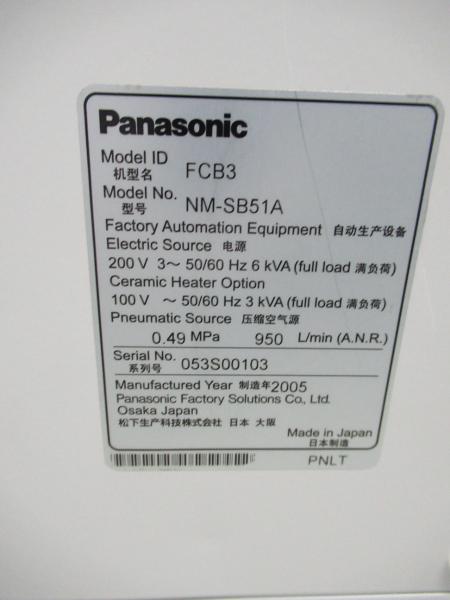 Panasonic
Model ID 机型名 FCB3
Model No. 型号 NM-SB51A
Factory Automation Equipment 自动生产设备
Electric Source 电源
200 V 3~ 50/60 Hz 6 kVA (full load 满负荷)
Ceramic Heater Option
100 V ~ 50/60 Hz 3 kVA (full load 满负荷)
Pneumatic Source 压缩空气源
0.49 MPa 950 L/min (A.N.R.)
Serial No. 系列号 053S00103
Manufactured Year 制造年 2005
Panasonic Factory Solutions Co., Ltd.
Osaka Japan
松下生产科技株式会社 日本 大阪
Made in Japan
日本制造
PNLT